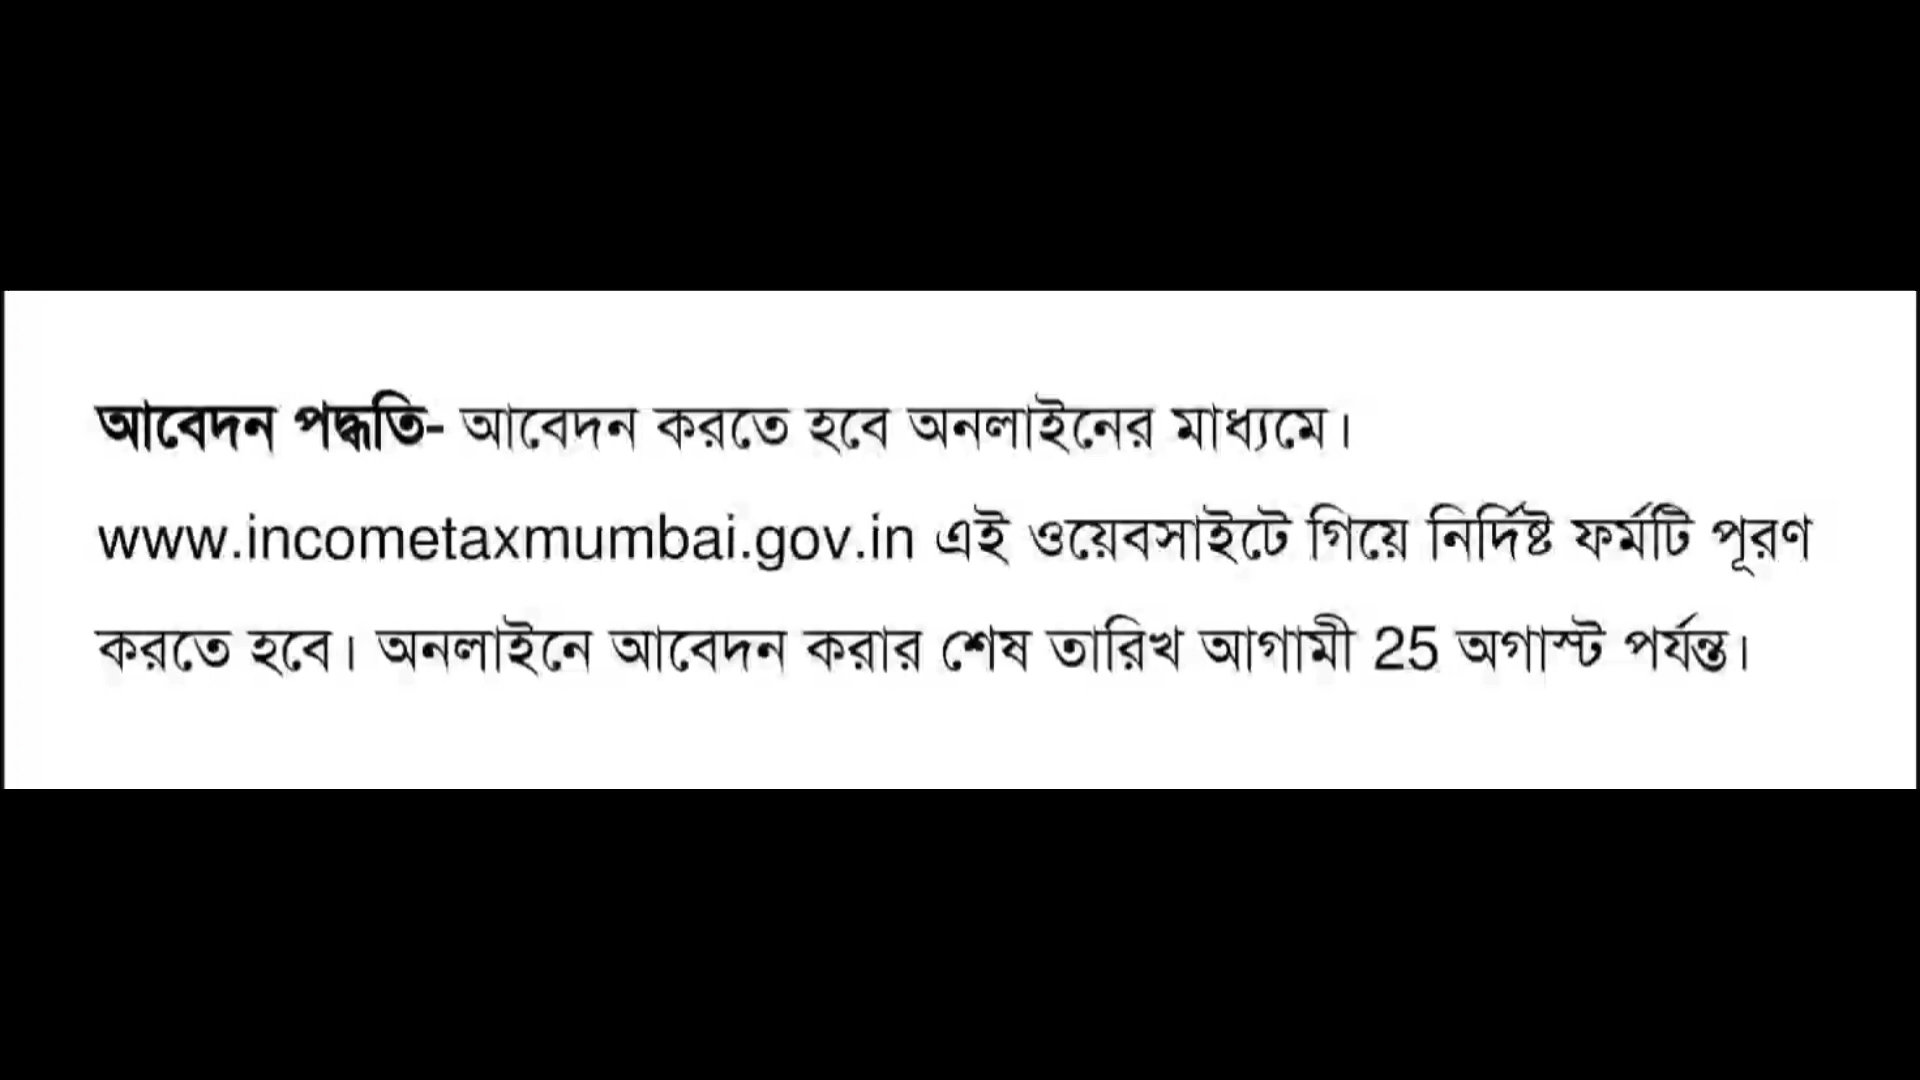 আবেদন পদ্ধতি- আবেদন করতে হবে অনলাইনের মাধ্যমে।
www.incometaxmumbai.gov.in এই ওয়েবসাইটে গিয়ে নির্দিষ্ট ফর্মটি পূরণ
করতে হবে। অনলাইনে আবেদন করার শেষ তারিখ আগামী 25 অগাস্ট পর্যন্ত।